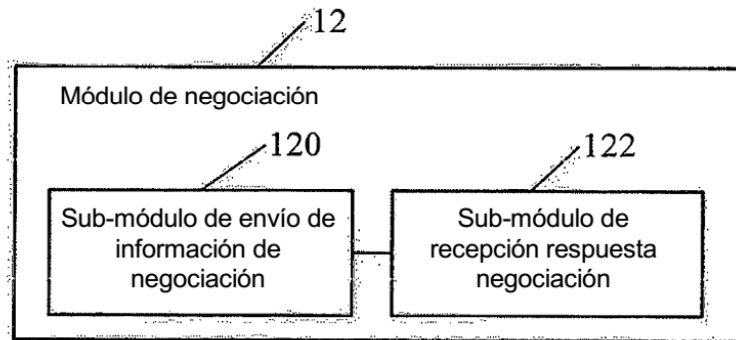 12
Módulo de negociación
120
122
Sub-módulo de envío de
información de
negociación
Sub-módulo de
recepción respuesta
negociación